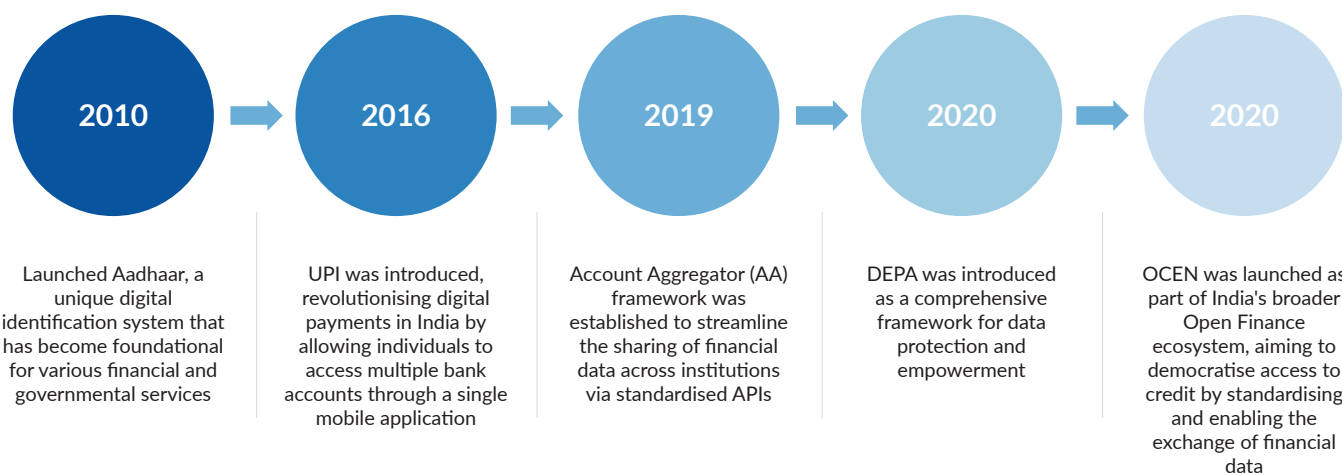 2010
2016
2019
2020
2020
Launched Aadhaar, a
unique digital
identification system that
has become foundational
for various financial and
governmental services
UPI was introduced,
revolutionising digital
payments in India by
allowing individuals to
access multiple bank
accounts through a single
mobile application
Account Aggregator (AA)
framework was
established to streamline
the sharing of financial
data across institutions
via standardised APIs
DEPA was introduced
as a comprehensive
framework for data
protection and
empowerment
OCEN was launched as
part of India's broader
Open Finance
ecosystem, aiming to
democratise access to
credit by standardising
and enabling the
exchange of financial
data